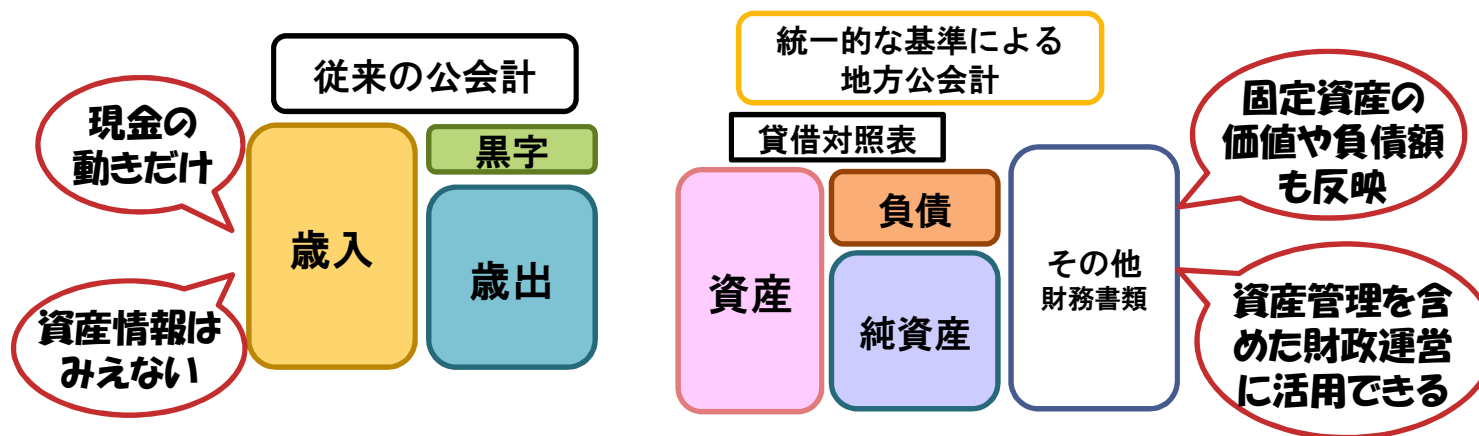 従来の公会計
現金の
動きだけ
資産情報は
みえない
歳入
黒字
歳出
統一的な基準による
地方公会計
貸借対照表
資産
負債
純資産
その他
財務書類
固定資産の
価値や負債額
も反映
資産管理を含
めた財政運営
に活用できる